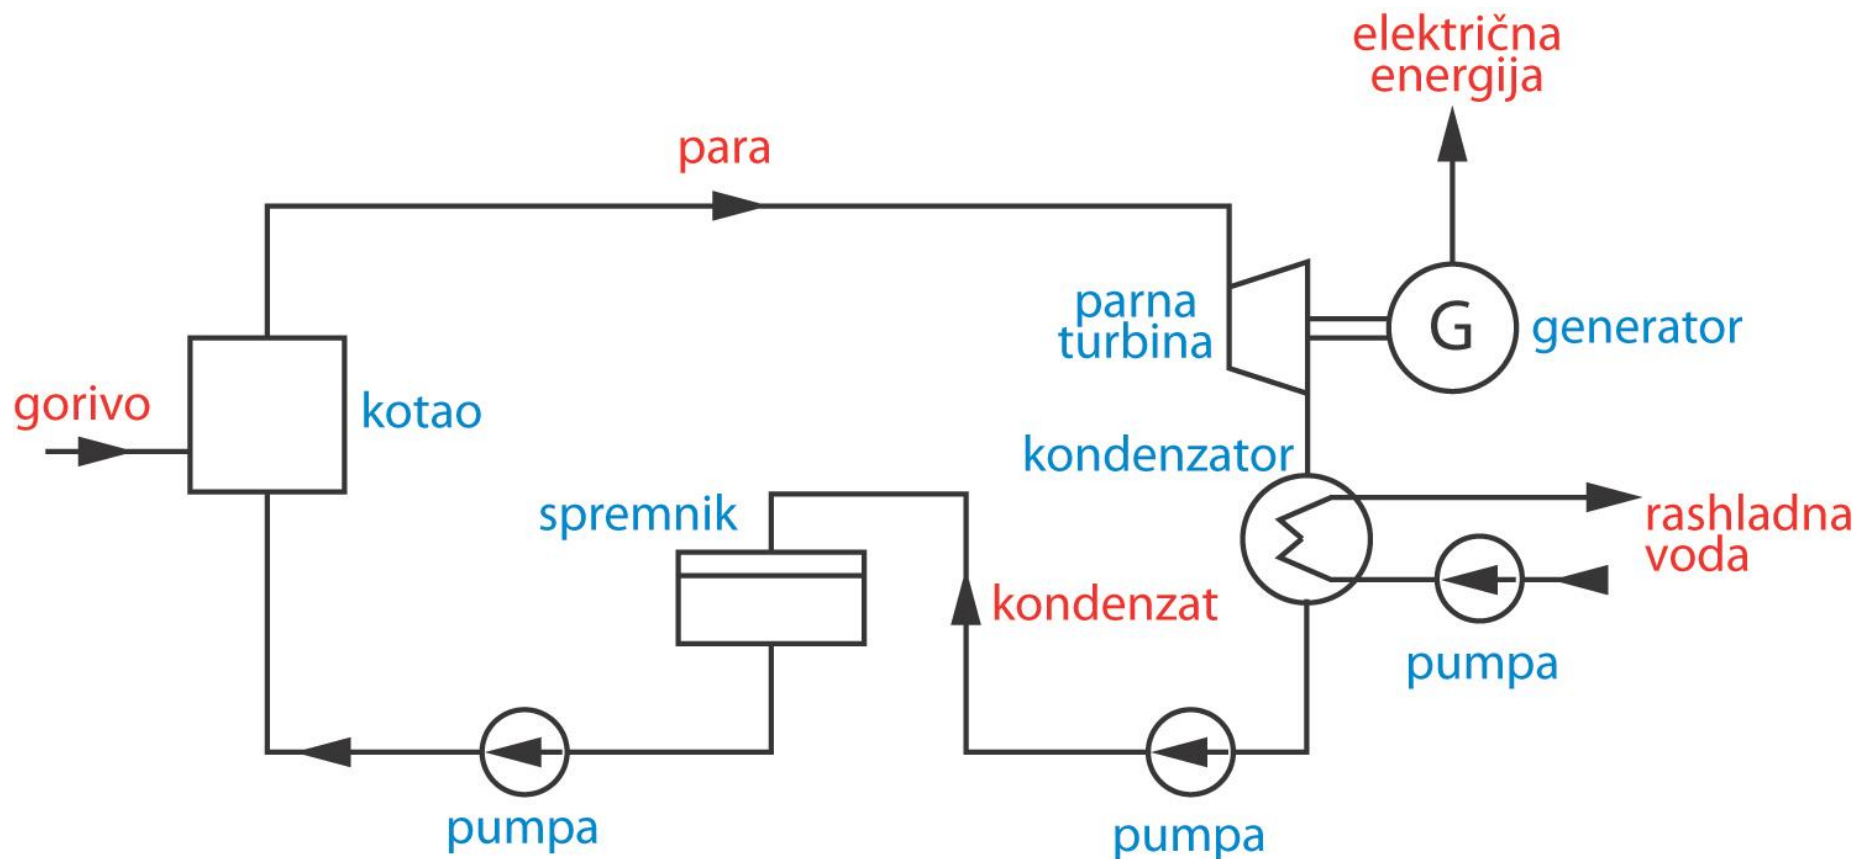 električna
energija
para
parna
turbina
G
generator
gorivo
kotao
kondenzator
spremnik
rashladna
voda
kondenzat
pumpa
pumpa
pumpa